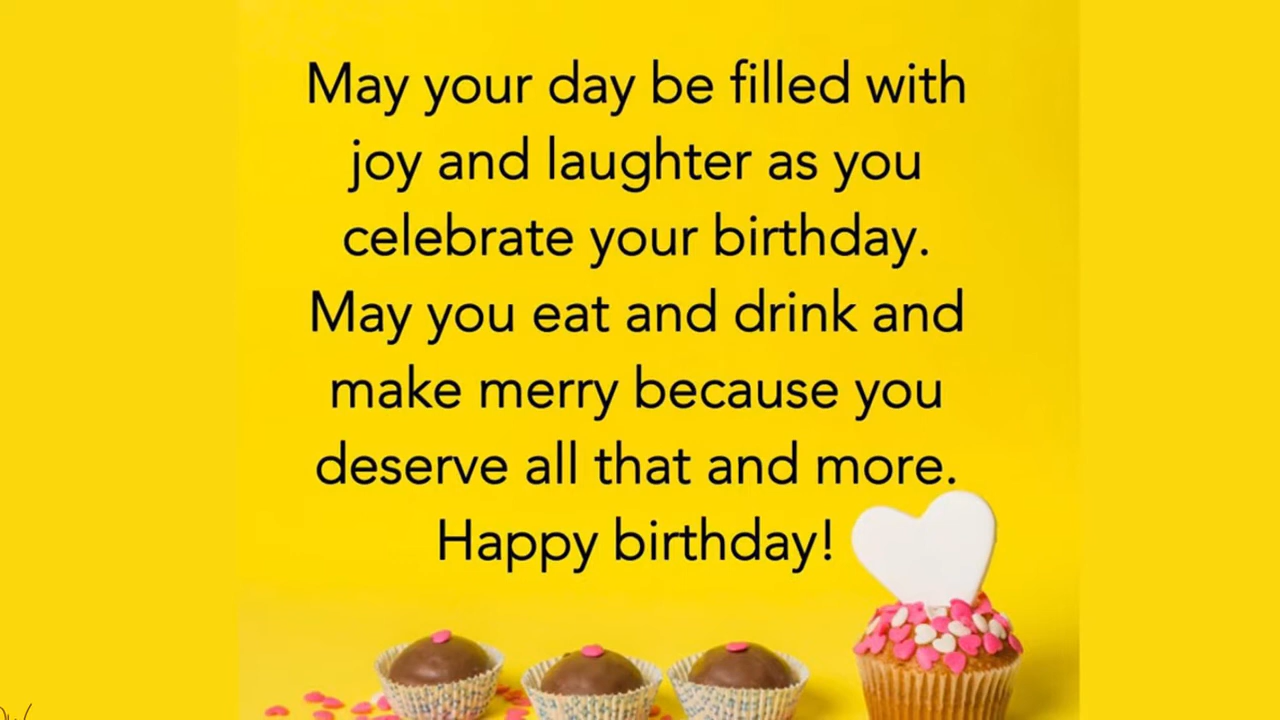 May your day be filled with
joy and laughter as you
celebrate your birthday.
May you eat and drink and
make merry because you
deserve all that and more.
Happy birthday!